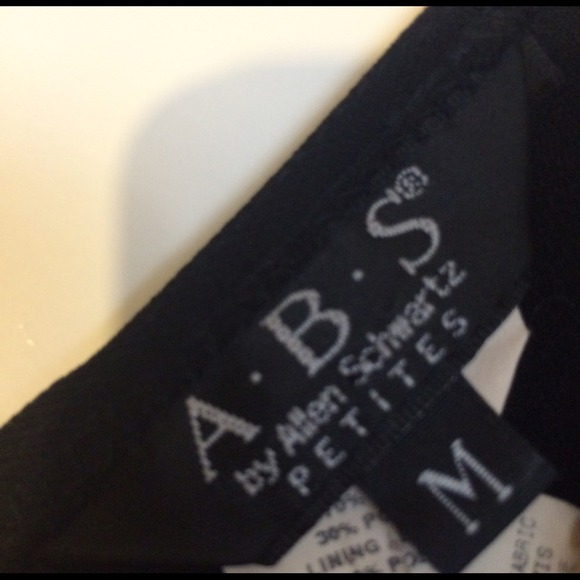 A·B·S®
by Allen Schwartz
PETITES
M
30%
LINING